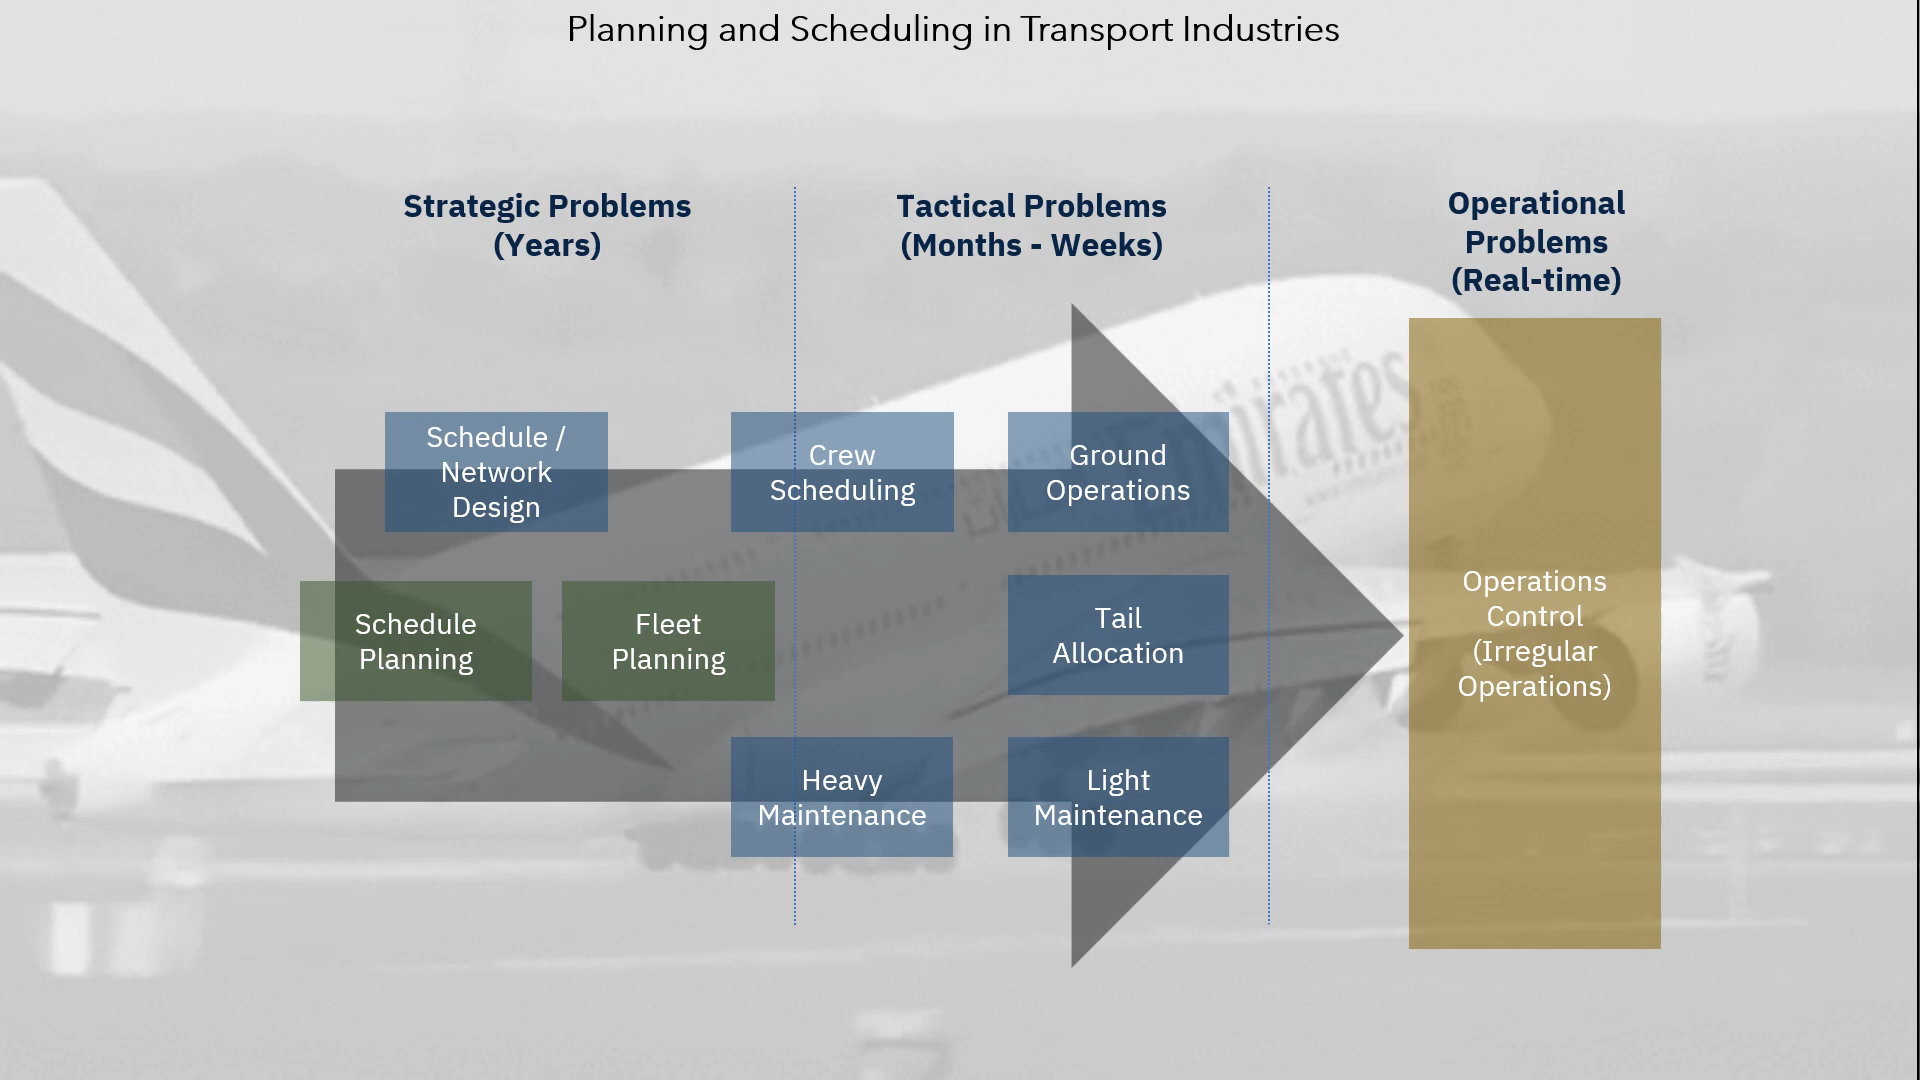 Planning and Scheduling in Transport Industries
Strategic Problems
(Years)
Tactical Problems
(Months - Weeks)
Operational
Problems
(Real-time)
Schedule /
Network
Design
Crew
Scheduling
Ground
Operations
Schedule
Planning
Fleet
Planning
Tail
Allocation
Heavy
Maintenance
Light
Maintenance
Operations
Control
(Irregular
Operations)
Emirates